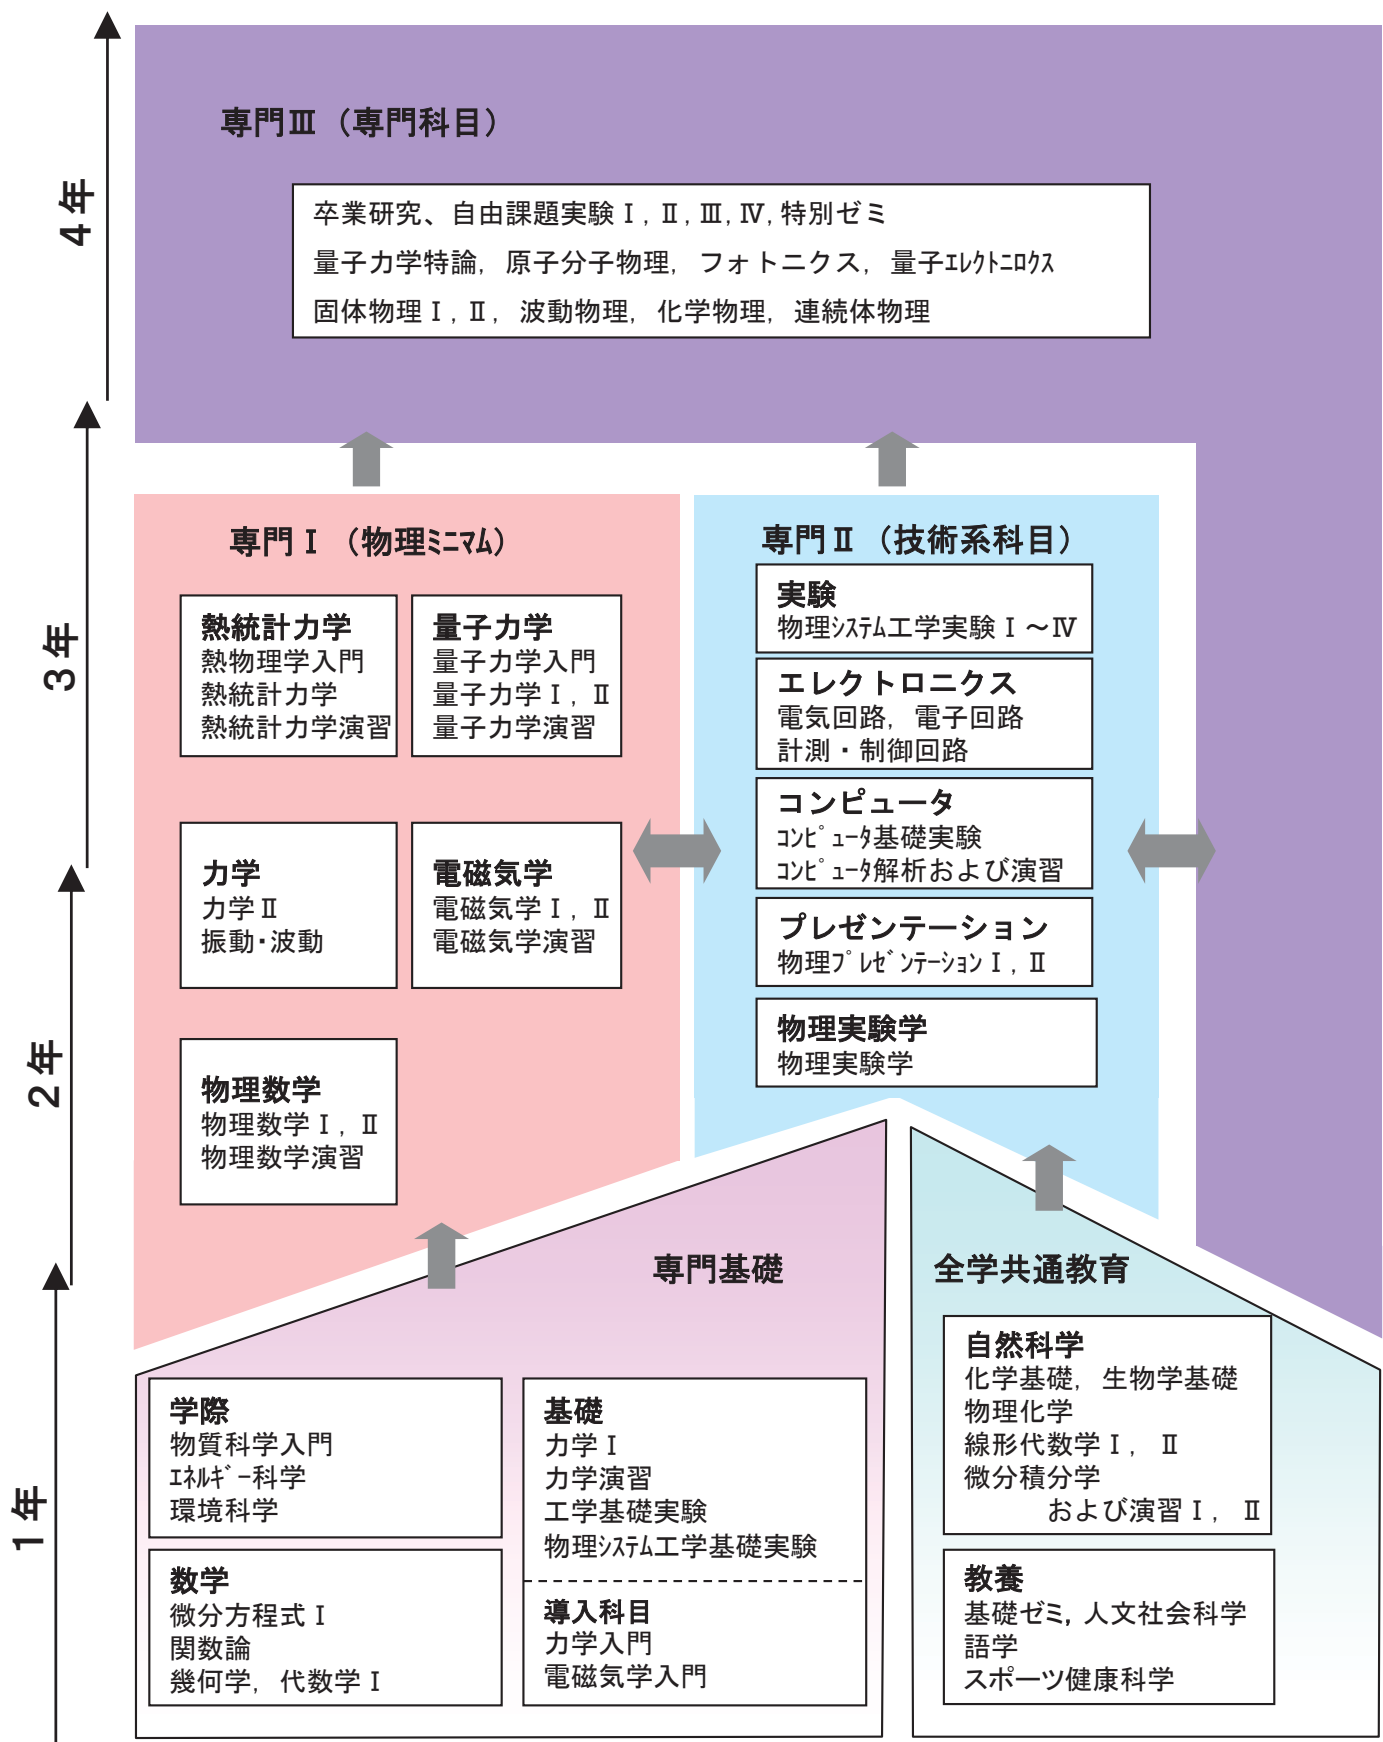 4年
専門Ⅲ（専門科目）
卒業研究、自由課題実験Ⅰ,Ⅱ,Ⅲ,Ⅳ,特別ゼミ
量子力学特論, 原子分子物理, フォトニクス, 量子ｴﾚｸﾄﾆﾛｸｽ
固体物理Ⅰ,Ⅱ, 波動物理, 化学物理, 連続体物理
3年
専門Ⅰ（物理ﾐﾆﾏﾑ）
熱統計力学
熱物理学入門
熱統計力学
熱統計力学演習
量子力学
量子力学入門
量子力学Ⅰ,Ⅱ
量子力学演習
力学
力学Ⅱ
振動・波動
電磁気学
電磁気学Ⅰ,Ⅱ
電磁気学演習
物理数学
物理数学Ⅰ,Ⅱ
物理数学演習
専門Ⅱ（技術系科目）
実験
物理ｼｽﾃﾑ工学実験Ⅰ～Ⅳ
エレクトロニクス
電気回路, 電子回路
計測・制御回路
コンピュータ
ｺﾝﾋﾟｭｰﾀ基礎実験
ｺﾝﾋﾟｭｰﾀ解析および演習
プレゼンテーション
物理ﾌﾟﾚｾﾞﾝﾃｰｼｮﾝⅠ,Ⅱ
物理実験学
物理実験学
2年
1年
専門基礎
学際
物質科学入門
ｴﾈﾙｷﾞｰ科学
環境科学
数学
微分方程式Ⅰ
関数論
幾何学, 代数学Ⅰ
基礎
力学Ⅰ
力学演習
工学基礎実験
物理ｼｽﾃﾑ工学基礎実験
導入科目
力学入門
電磁気学入門
全学共通教育
自然科学
化学基礎, 生物学基礎
物理化学
線形代数学Ⅰ, Ⅱ
微分積分学
および演習Ⅰ, Ⅱ
教養
基礎ゼミ, 人文社会科学
語学
スポーツ健康科学